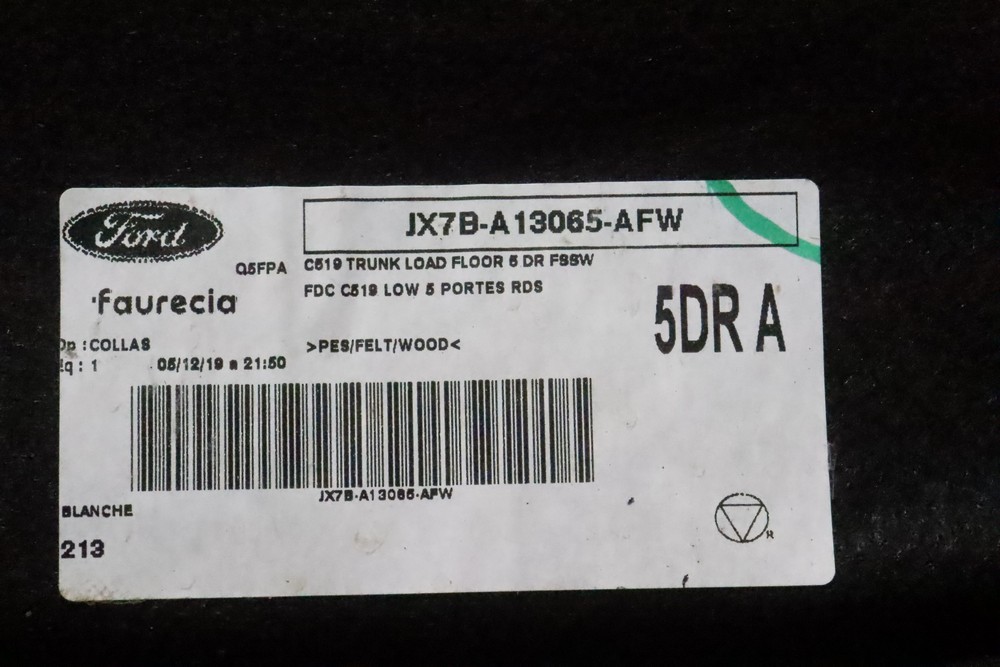 Ford
JX7B-A13065-AFW
Q5FPA C519 TRUNK LOAD FLOOR 5 DR FSSW
faurecia
FDC C519 LOW 5 PORTES RDS
5DR A
Op : COLLAS >PES/FELT/WOOD<
Eq : 1 05/12/19 a 21:50
JX7B-A13065-AFW
BLANCHE
213
R